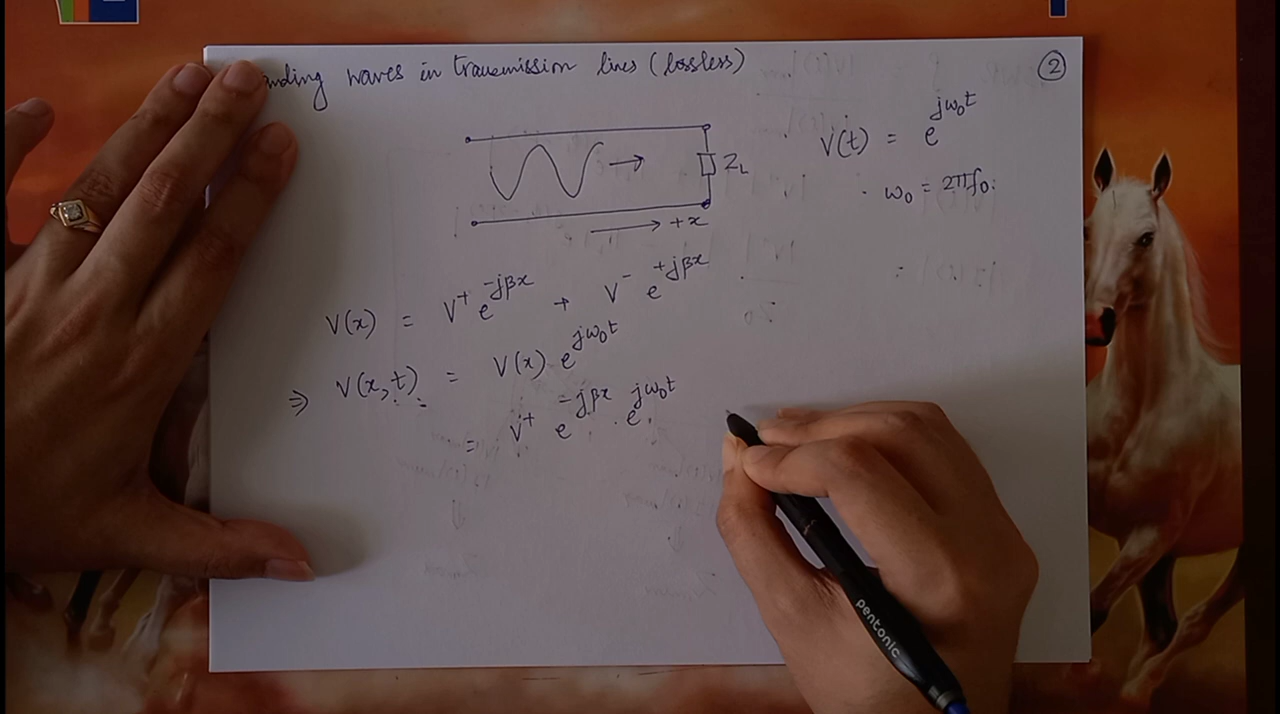 nding waves in transmission lines (lossless)
2
Z_L
→ +x
V(t) = e^{jω₀t}
ω₀ = 2πf₀.
V(x) = V⁺ e^{-jβx} + V⁻ e^{+jβx}
⇒ V(x,t) = V(x) . e^{jω₀t}
= V⁺ e^{-jβx} . e^{jω₀t}
pentonic